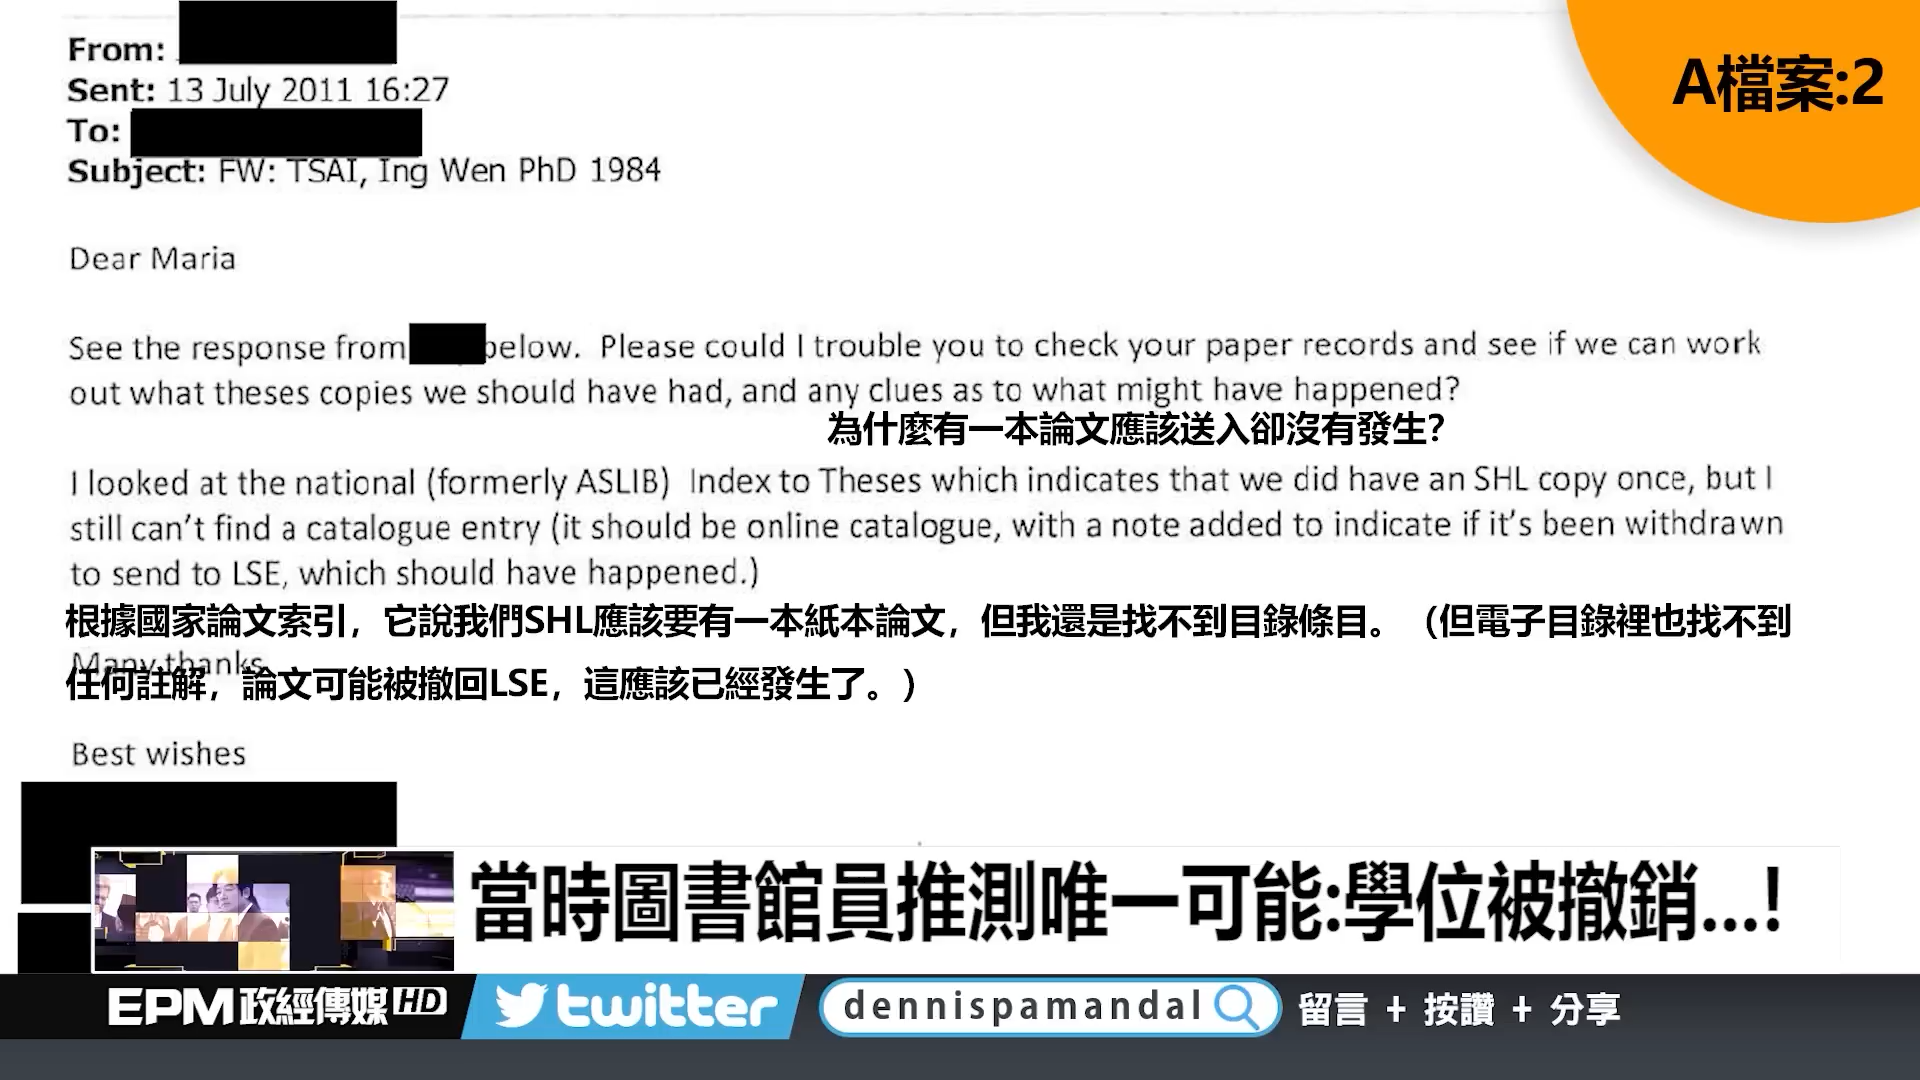 From:
Sent: 13 July 2011 16:27
To:
Subject: FW: TSAI, Ing Wen PhD 1984
A檔案:2
Dear Maria
See the response from below. Please could I trouble you to check your paper records and see if we can work
out what theses copies we should have had, and any clues as to what might have happened?
為什麼有一本論文應該送入卻沒有發生？
I looked at the national (formerly ASLIB) Index to Theses which indicates that we did have an SHL copy once, but I
still can't find a catalogue entry (it should be online catalogue, with a note added to indicate if it's been withdrawn
to send to LSE, which should have happened.)
根據國家論文索引，它說我們SHL應該要有一本紙本論文，但我還是找不到目錄條目。（但電子目錄裡也找不到
Many thanks
任何註解，論文可能被撤回LSE，這應該已經發生了。）
Best wishes
當時圖書館員推測唯一可能:學位被撤銷...!
EPM政經傳媒HD twitter dennispamandal 留言 + 按讚 + 分享